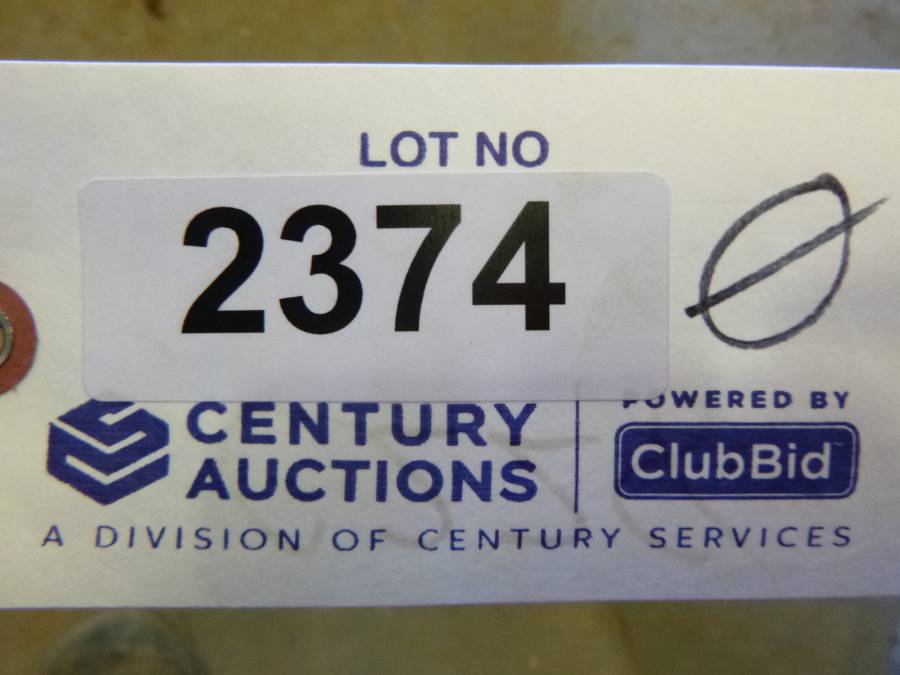 LOT NO
2374
Ø
CENTURY
AUCTIONS
POWERED BY
ClubBid
A DIVISION OF CENTURY SERVICES